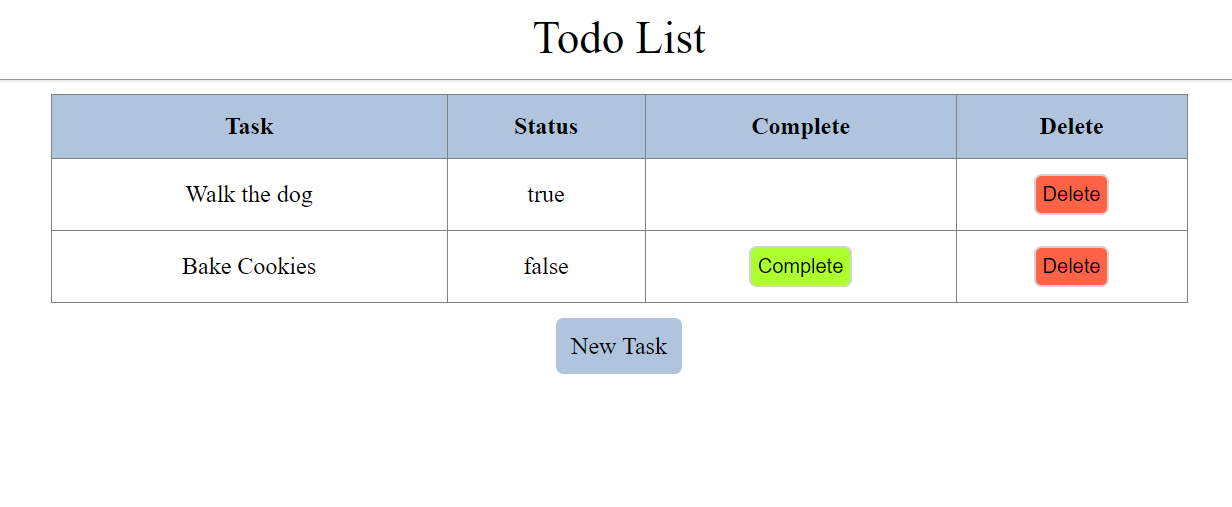 Todo List
Task Status Complete Delete
Walk the dog true Delete
Bake Cookies false Complete Delete
New Task